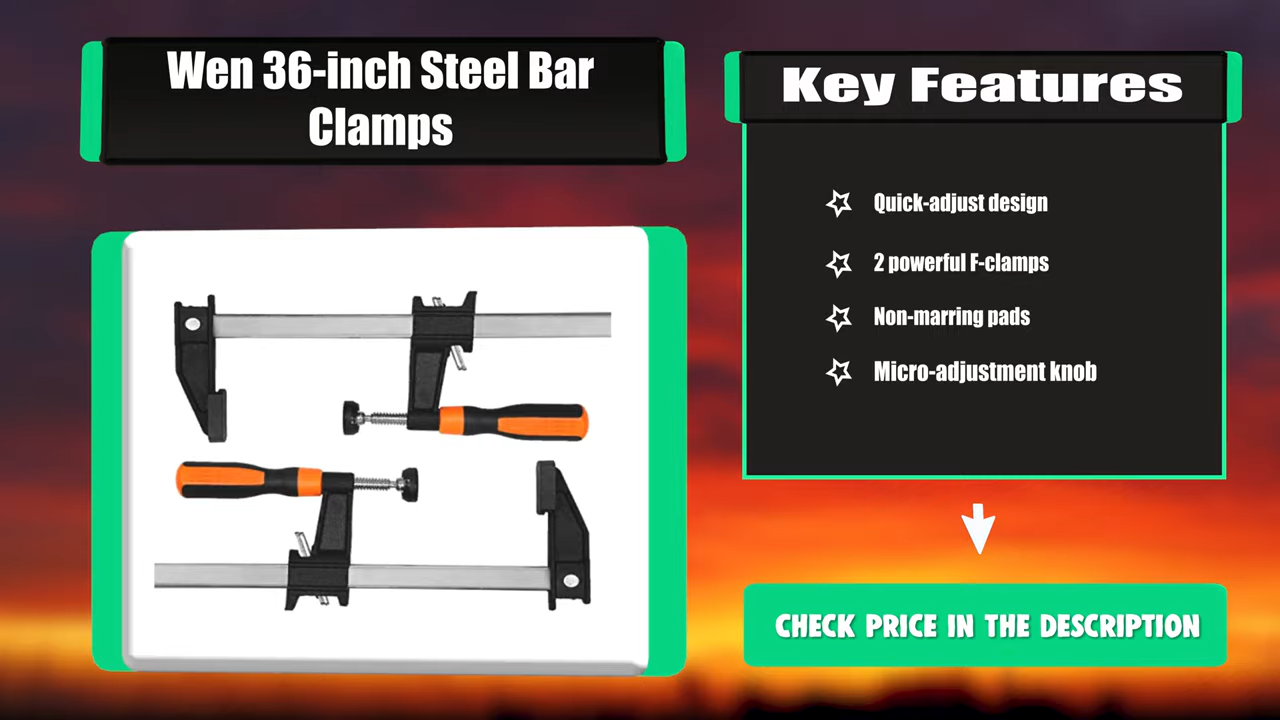 Wen 36-inch Steel Bar
Clamps
Key Features
Quick-adjust design
2 powerful F-clamps
Non-marring pads
Micro-adjustment knob
CHECK PRICE IN THE DESCRIPTION